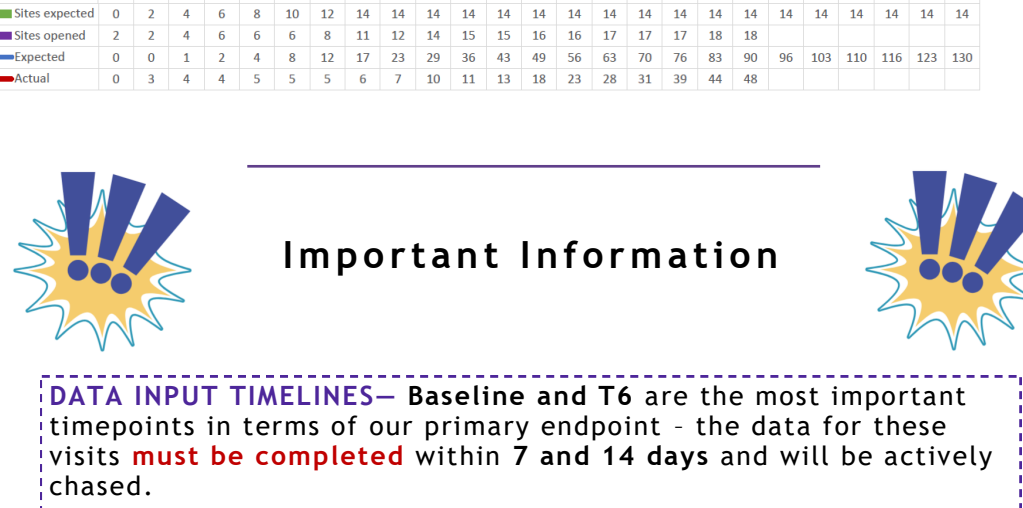 Sites expected 0 2 4 6 8 10 12 14 14 14 14 14 14 14 14 14 14 14 14 14 14 14 14 14 14
Sites opened 2 2 4 6 6 6 8 11 12 14 15 15 16 16 17 17 17 18 18
Expected 0 0 1 2 4 8 12 17 23 29 36 43 49 56 63 70 76 83 90 96 103 110 116 123 130
Actual 0 3 4 4 5 5 5 6 7 10 11 13 18 23 28 31 39 44 48
Important Information
DATA INPUT TIMELINES— Baseline and T6 are the most important
timepoints in terms of our primary endpoint – the data for these
visits must be completed within 7 and 14 days and will be actively
chased.